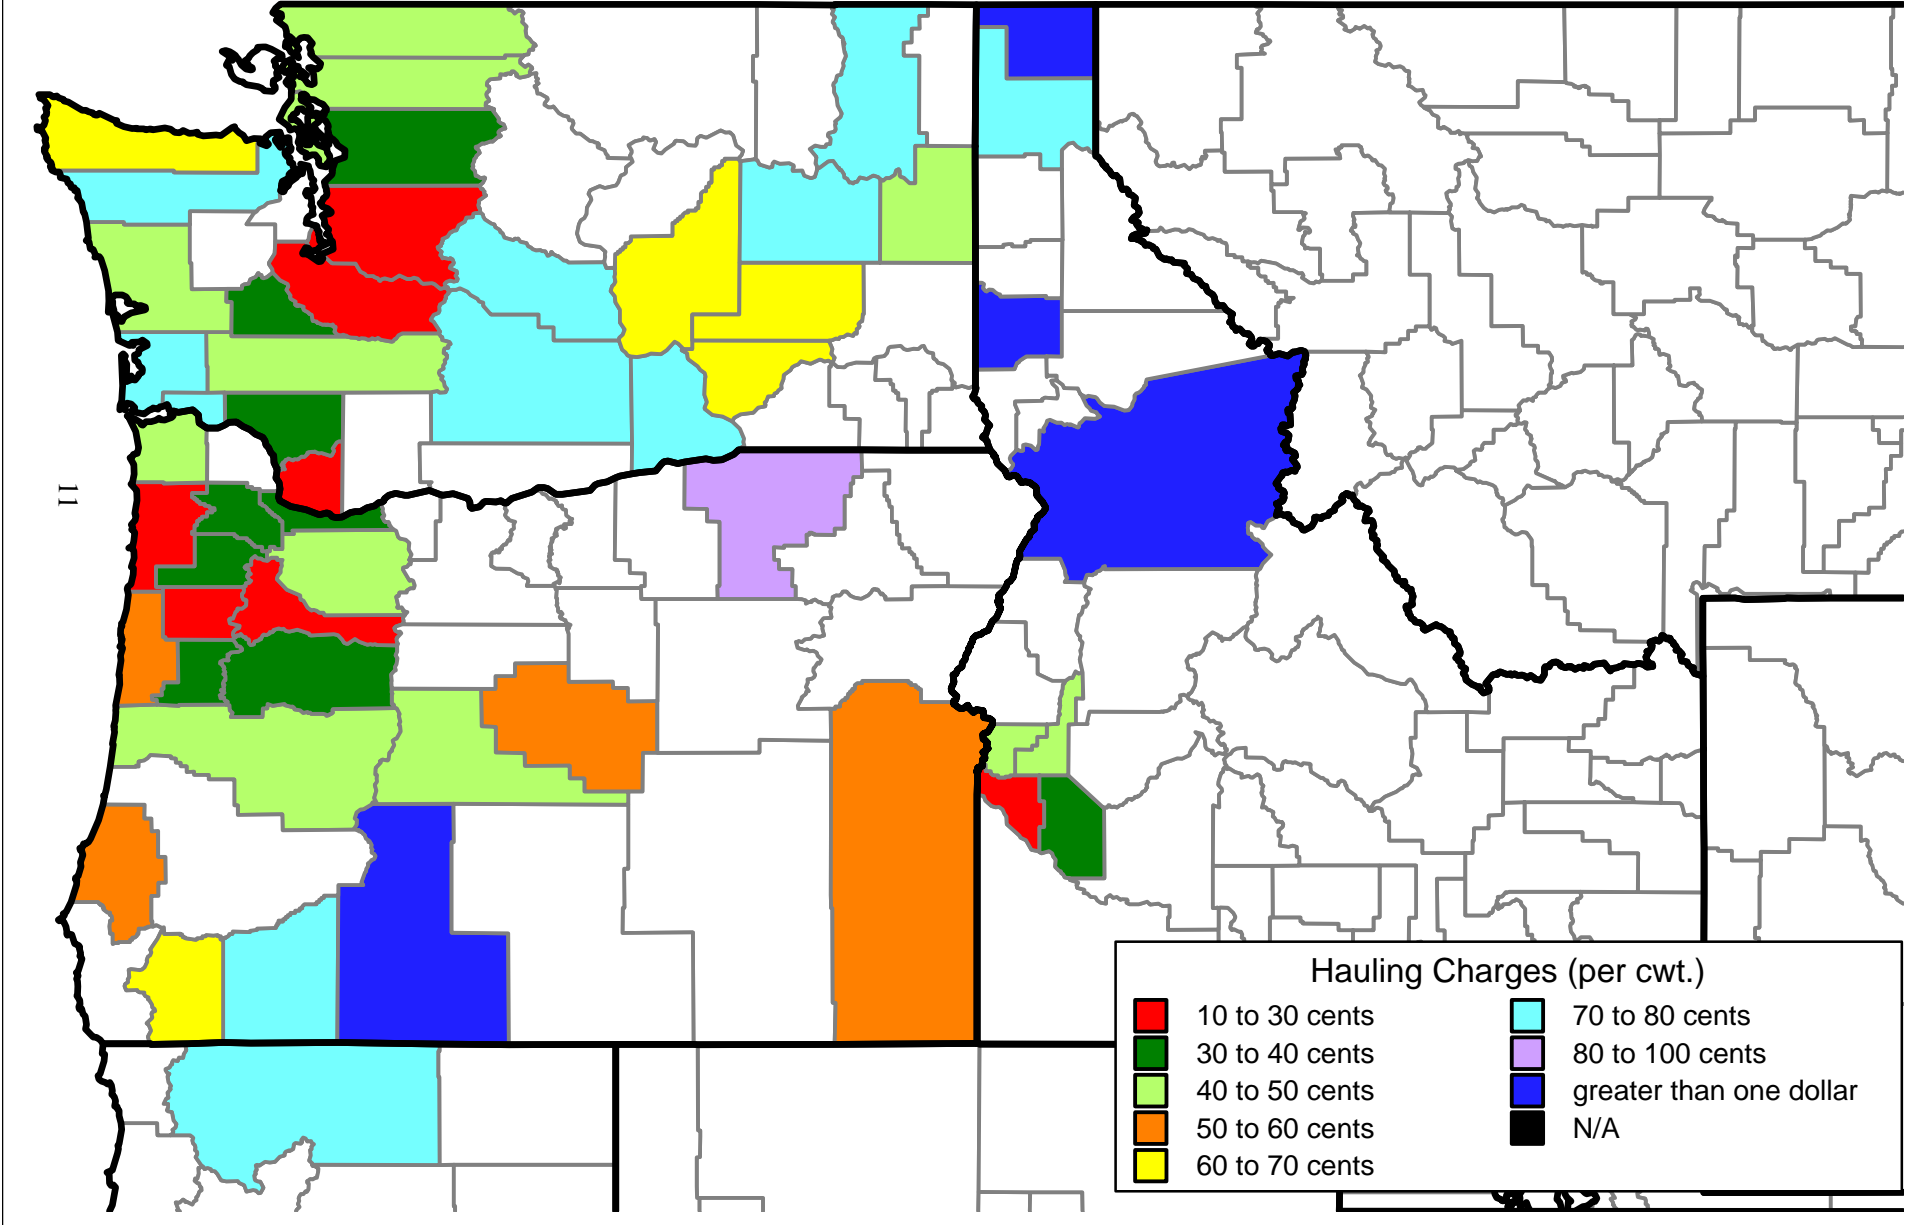 11
Hauling Charges (per cwt.)
10 to 30 cents
30 to 40 cents
40 to 50 cents
50 to 60 cents
60 to 70 cents
70 to 80 cents
80 to 100 cents
greater than one dollar
N/A